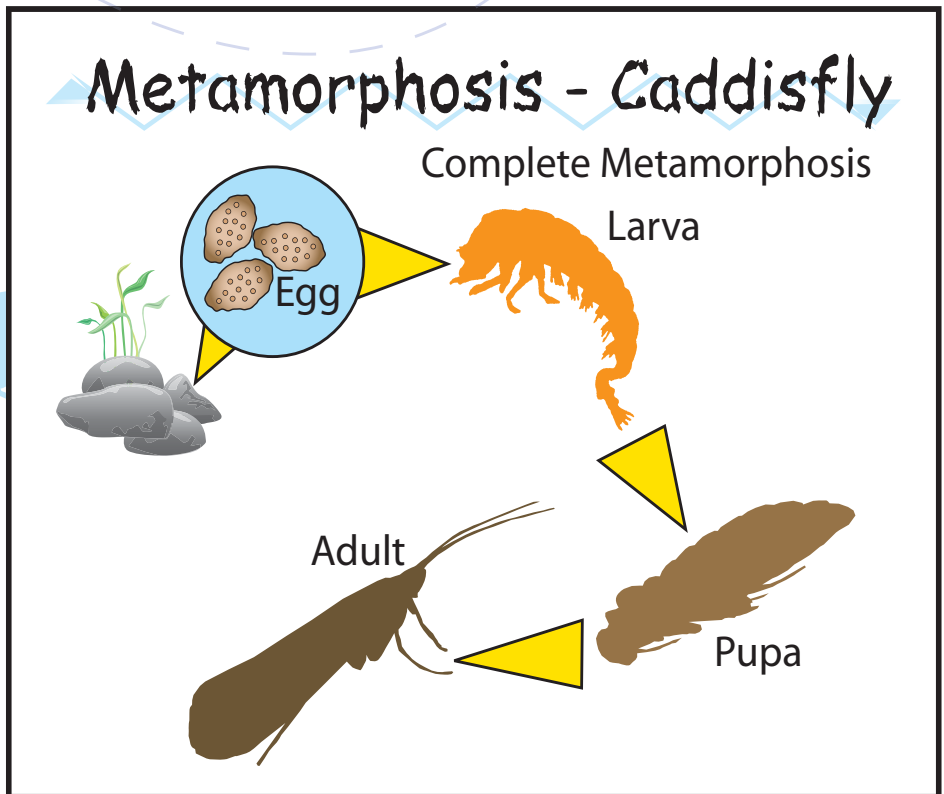 Metamorphosis - Caddisfly
Complete Metamorphosis
Larva
Egg
Adult
Pupa